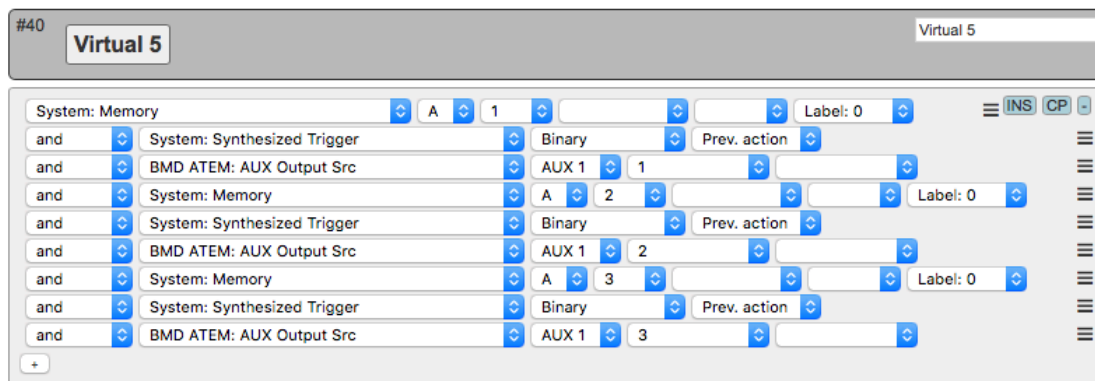 #40
Virtual 5
Virtual 5
System: Memory A 1 Label: 0 INS CP -
and System: Synthesized Trigger Binary Prev. action
and BMD ATEM: AUX Output Src AUX 1 1
and System: Memory A 2 Label: 0
and System: Synthesized Trigger Binary Prev. action
and BMD ATEM: AUX Output Src AUX 1 2
and System: Memory A 3 Label: 0
and System: Synthesized Trigger Binary Prev. action
and BMD ATEM: AUX Output Src AUX 1 3
+